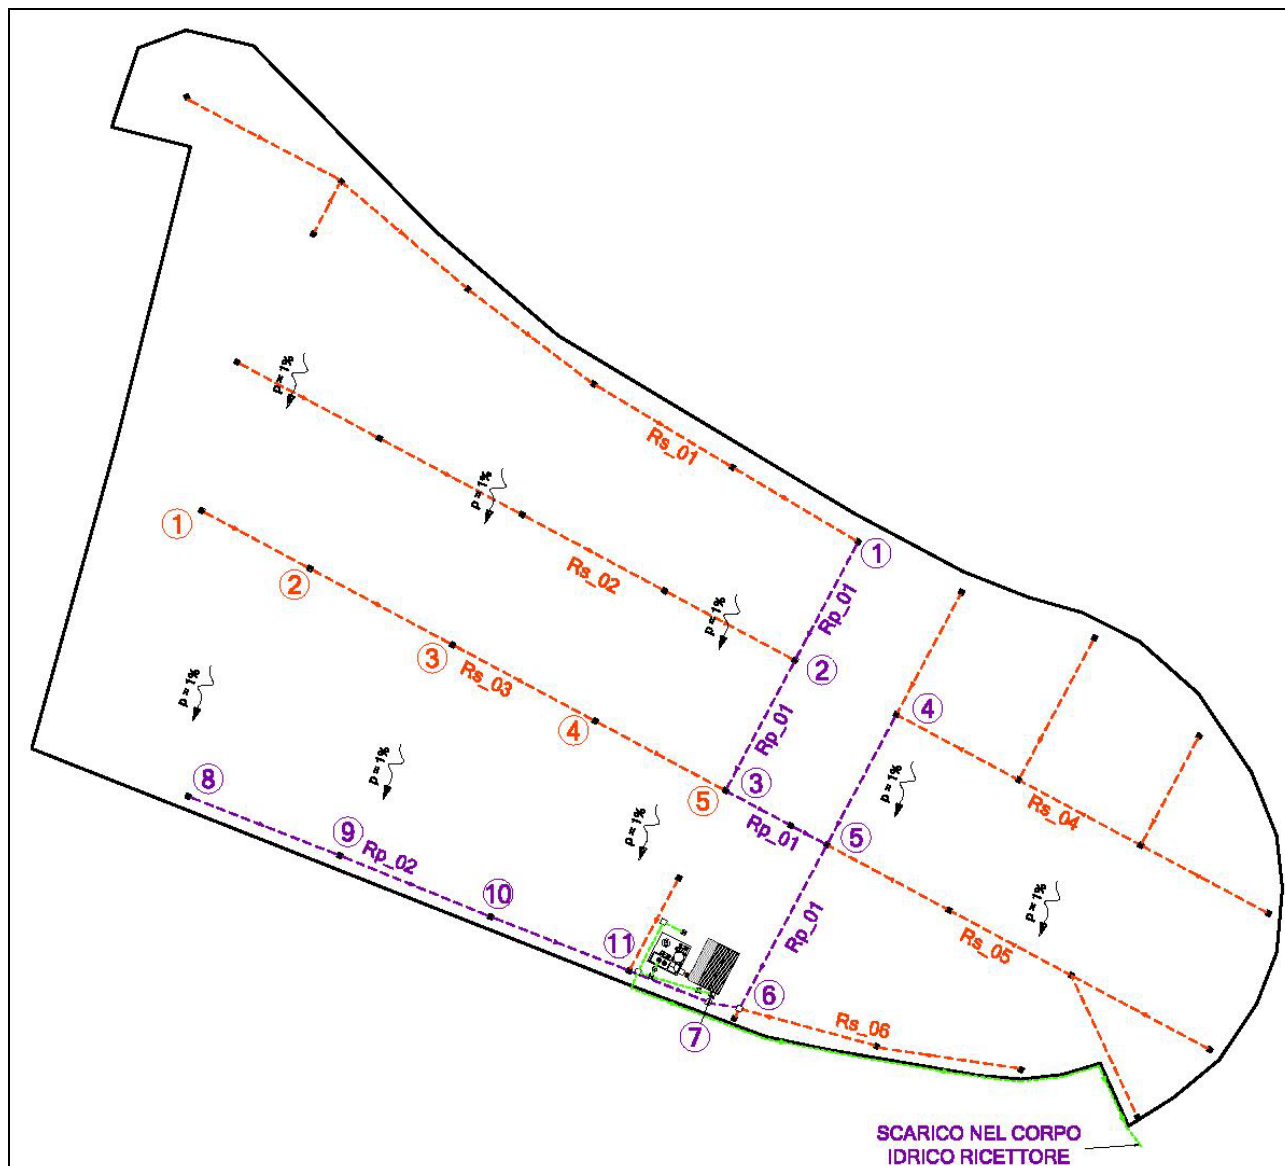 p = 1%
Rs_01
p = 1%
1
Rs_02
1
Rp_01
2
p = 1%
2
3
Rs_03
p = 1%
4
4
Rp_01
p = 1%
3
5
p = 1%
8
Rp_01
5
Rs_04
p = 1%
9
Rp_02
10
p = 1%
Rp_01
Rs_05
11
6
7
Rs_06
SCARICO NEL CORPO
IDRICO RICETTORE